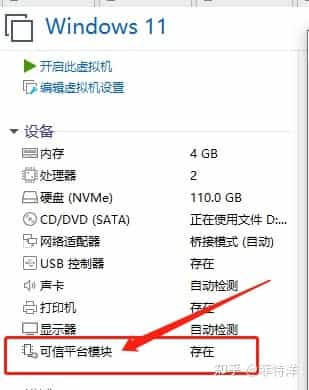 Windows 11
开启此虚拟机
编辑虚拟机设置
设备
内存 4 GB
处理器 2
硬盘 (NVMe) 110.0 GB
CD/DVD (SATA) 正在使用文件 D:...
网络适配器 桥接模式 (自动)
USB 控制器 存在
声卡 自动检测
打印机 存在
显示器 自动检测
可信平台模块 存在
知乎 @菲特洋